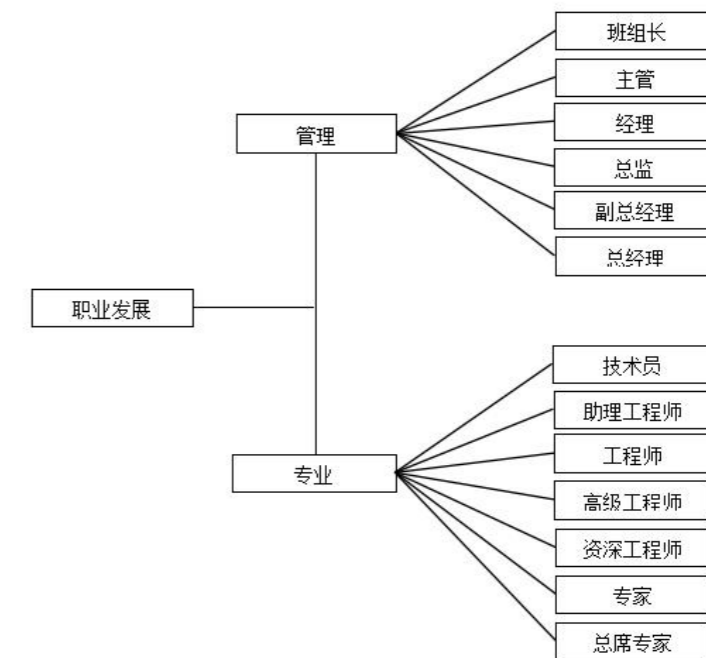 班组长
主管
管理
经理
总监
副总经理
总经理
职业发展
技术员
助理工程师
工程师
专业
高级工程师
资深工程师
专家
总席专家